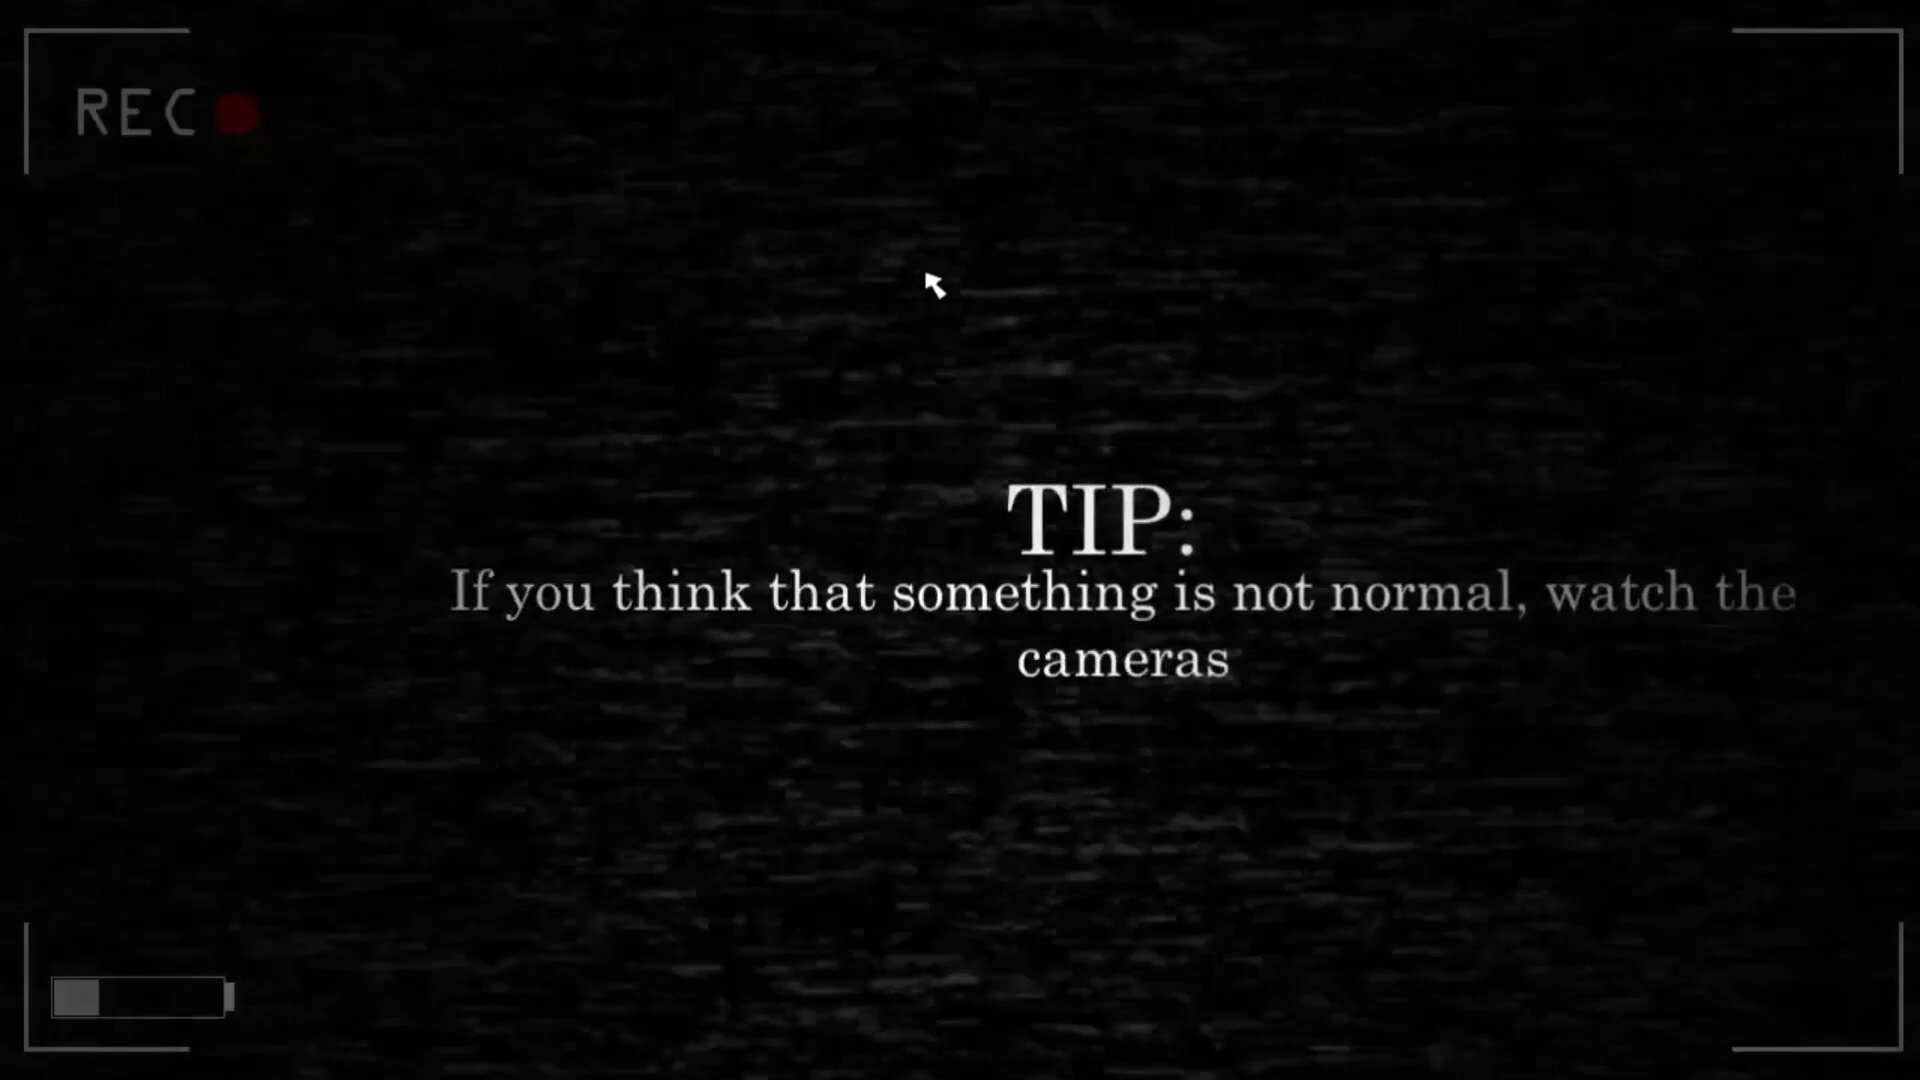 REC
TIP:
If you think that something is not normal, watch the
cameras